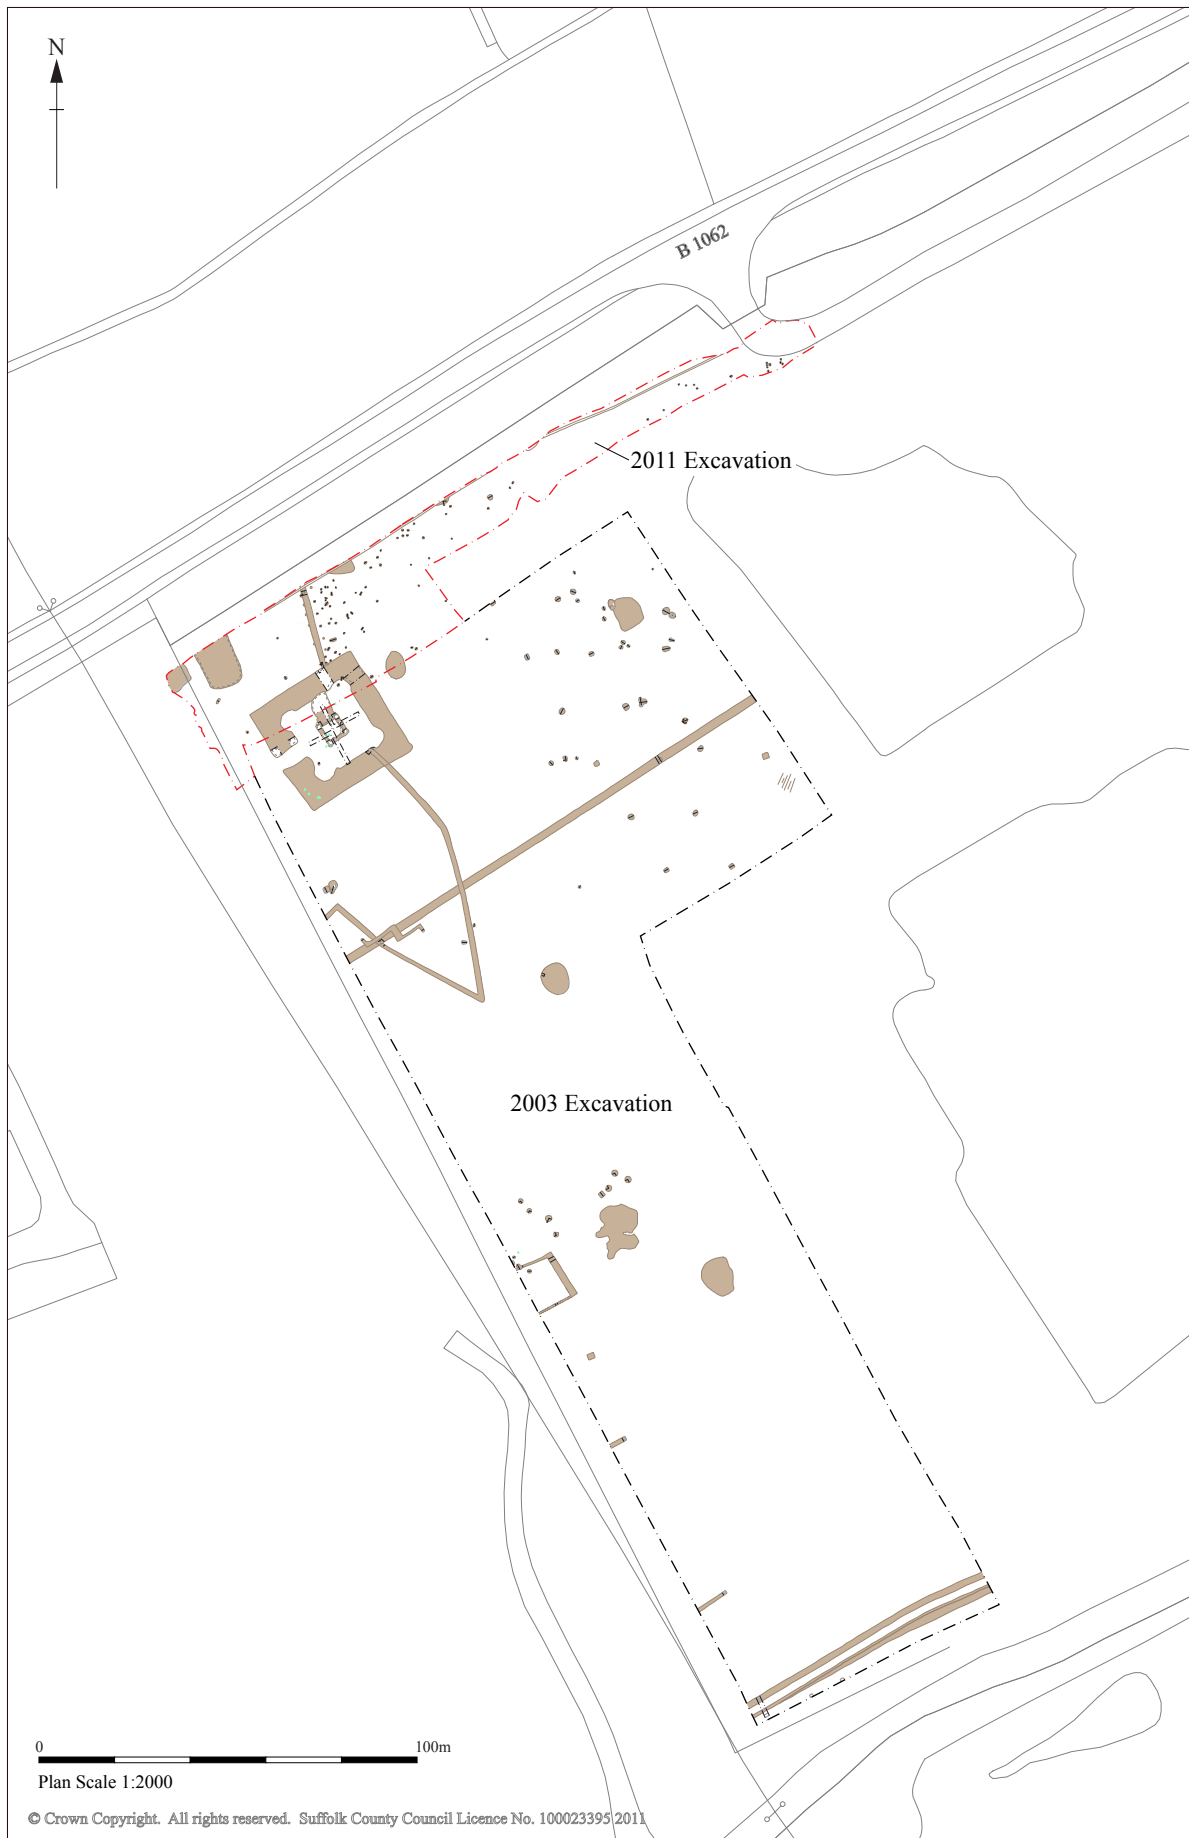 N
B 1062
2011 Excavation
2003 Excavation
0 100m
Plan Scale 1:2000
© Crown Copyright. All rights reserved. Suffolk County Council Licence No. 100023395 2011